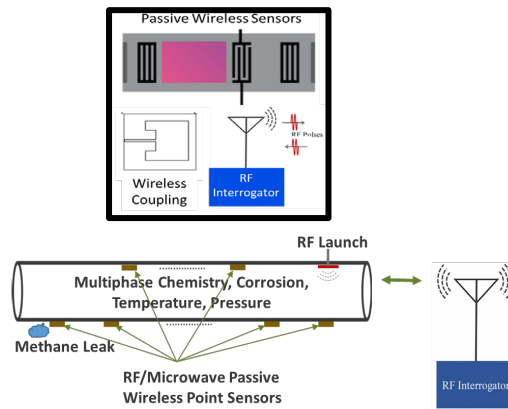 Passive Wireless Sensors
RF Pulses
Wireless
Coupling
RF
Interrogator
RF Launch
Multiphase Chemistry, Corrosion,
Temperature, Pressure
Methane Leak
RF/Microwave Passive
Wireless Point Sensors
RF Interrogator